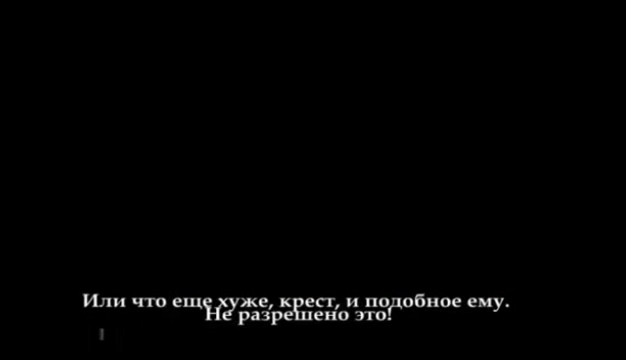 Или что еще хуже, крест, и подобное ему.
Не разрешено это!